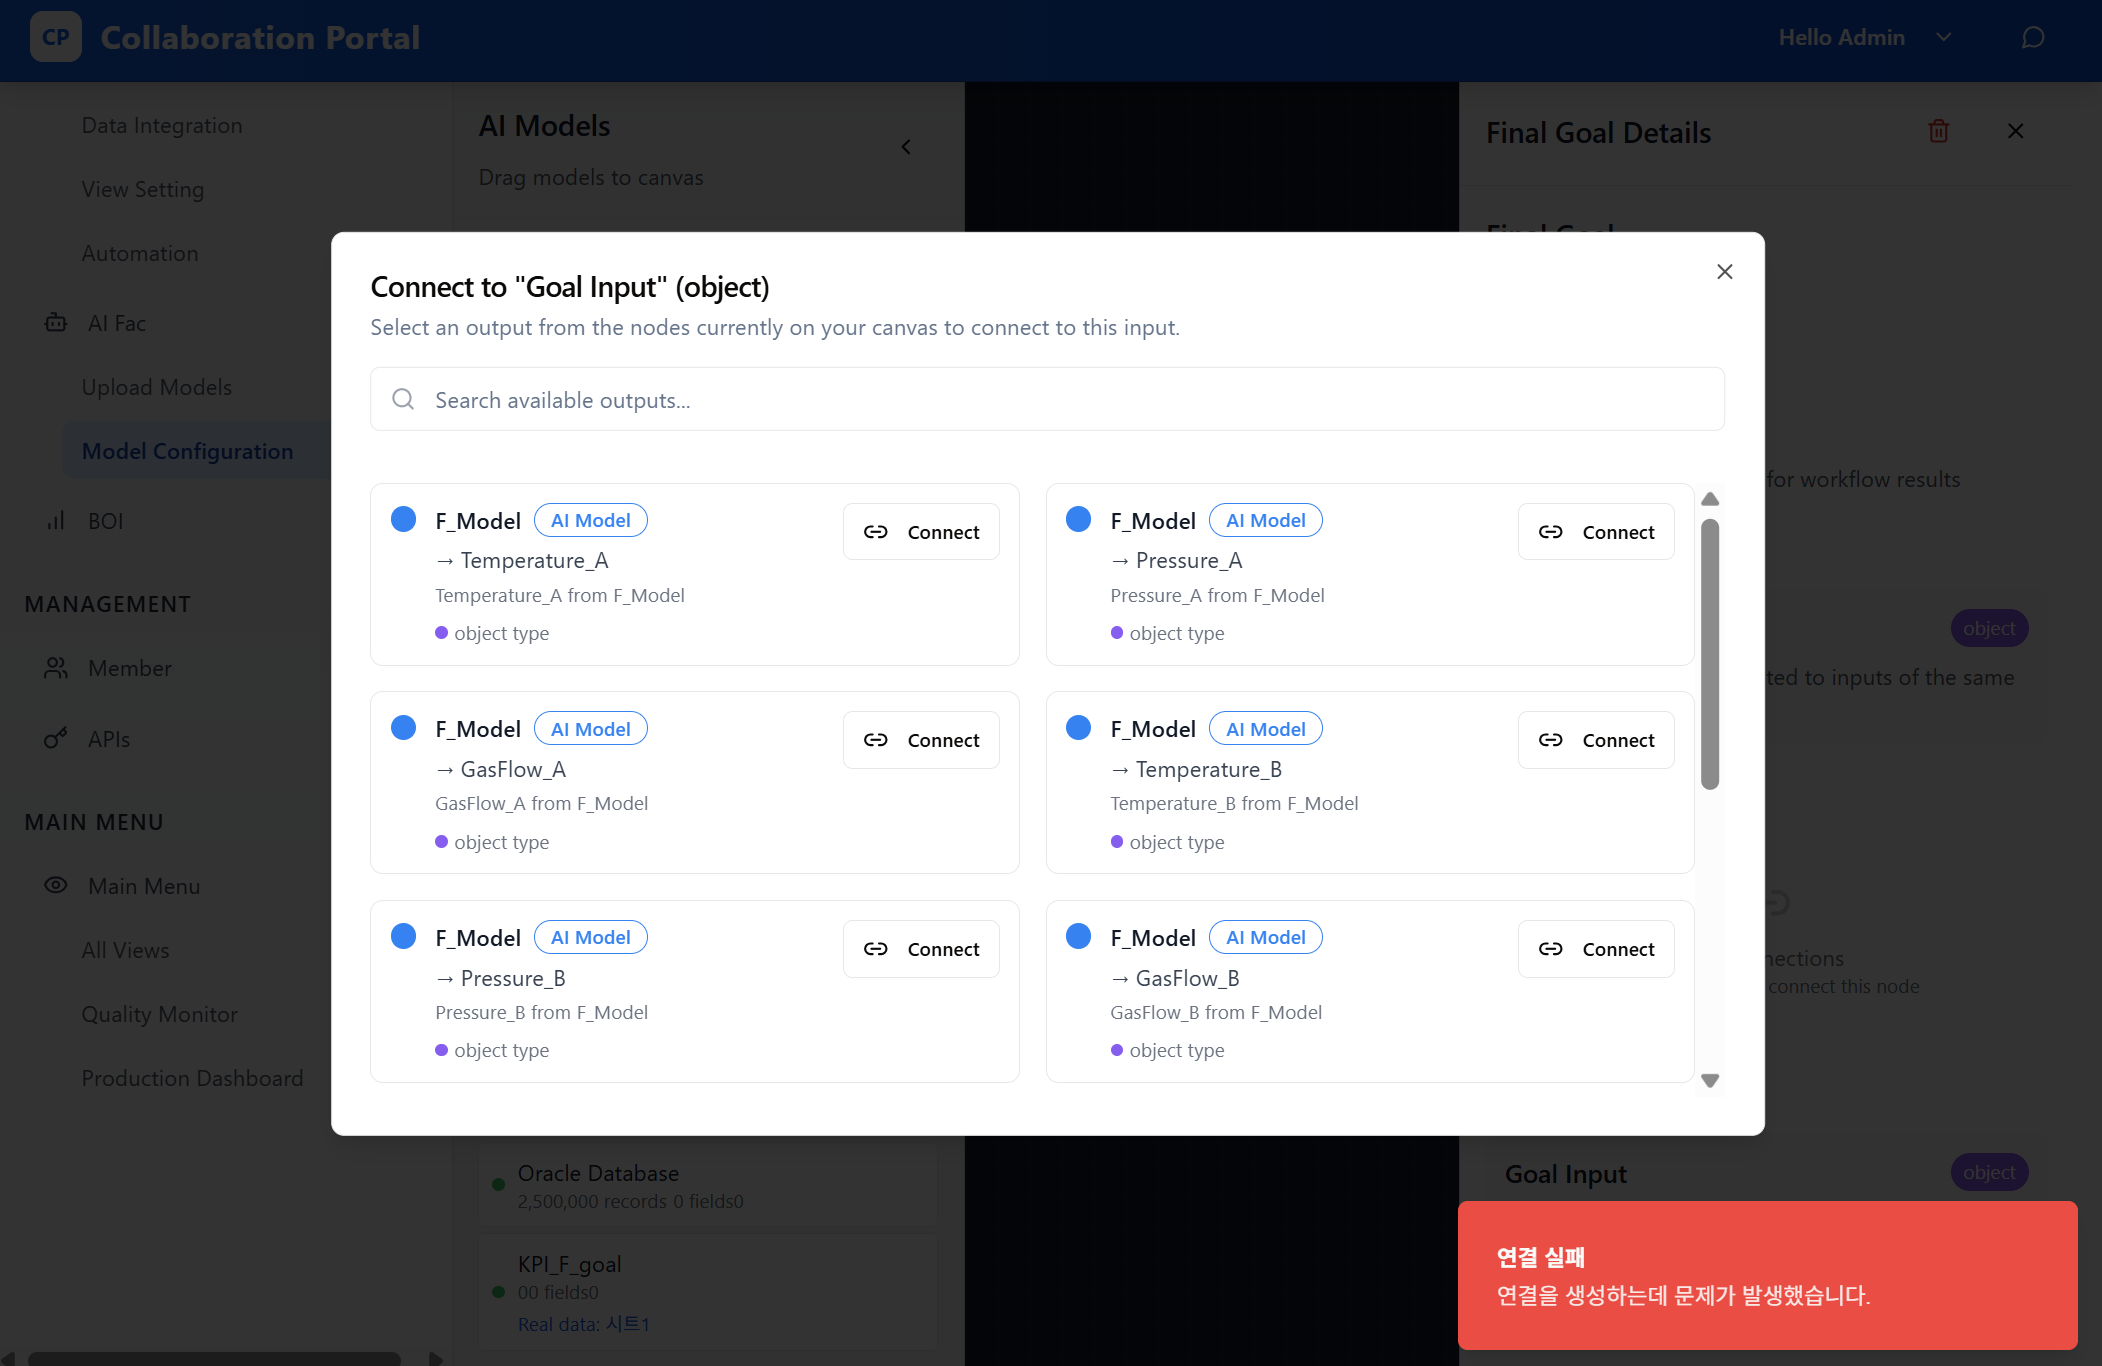 CP
Collaboration Portal
Hello Admin
Data Integration
View Setting
Automation
AI Fac
Upload Models
Model Configuration
BOI
MANAGEMENT
Member
APIs
MAIN MENU
Main Menu
All Views
Quality Monitor
Production Dashboard
AI Models
Drag models to canvas
Final Goal Details
Final Goal
for workflow results
object
ted to inputs of the same
nections
connect this node
Connect to "Goal Input" (object)
Select an output from the nodes currently on your canvas to connect to this input.
Search available outputs...
F_Model AI Model Connect
→ Temperature_A
Temperature_A from F_Model
object type
F_Model AI Model Connect
→ Pressure_A
Pressure_A from F_Model
object type
F_Model AI Model Connect
→ GasFlow_A
GasFlow_A from F_Model
object type
F_Model AI Model Connect
→ Temperature_B
Temperature_B from F_Model
object type
F_Model AI Model Connect
→ Pressure_B
Pressure_B from F_Model
object type
F_Model AI Model Connect
→ GasFlow_B
GasFlow_B from F_Model
object type
Oracle Database
2,500,000 records 0 fields0
KPI_F_goal
00 fields0
Real data: 시트1
Goal Input
object
연결 실패
연결을 생성하는데 문제가 발생했습니다.